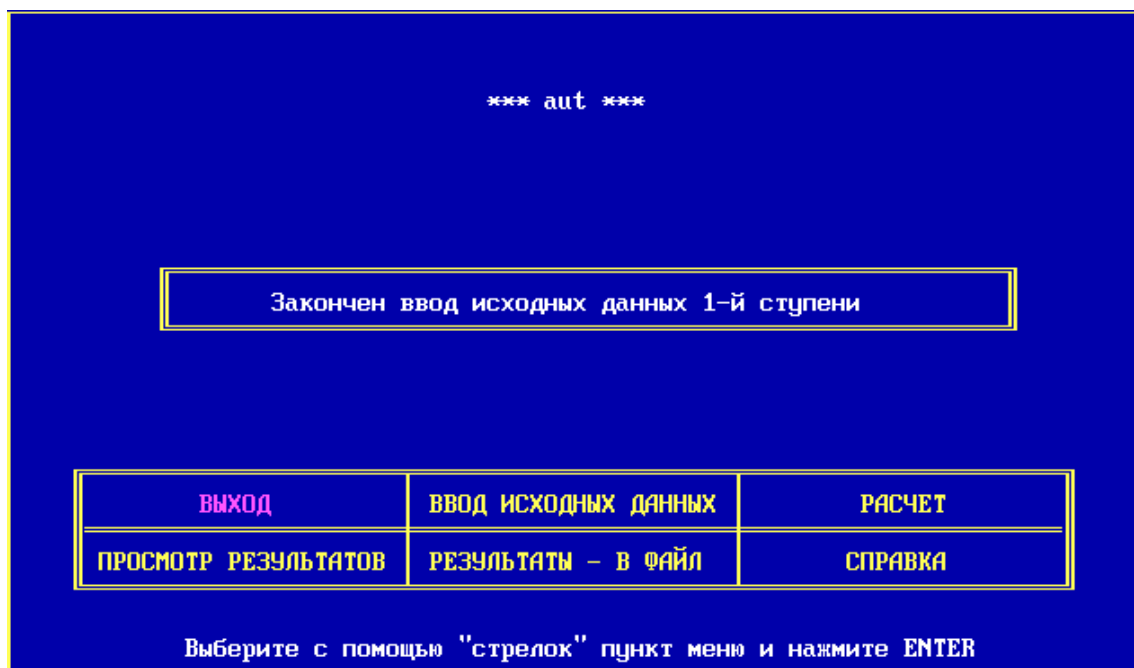 *** aut ***
Закончен ввод исходных данных 1-й ступени
ВЫХОД ВВОД ИСХОДНЫХ ДАННЫХ РАСЧЕТ
ПРОСМОТР РЕЗУЛЬТАТОВ РЕЗУЛЬТАТЫ - В ФАЙЛ СПРАВКА
Выберите с помощью "стрелок" пункт меню и нажмите ENTER